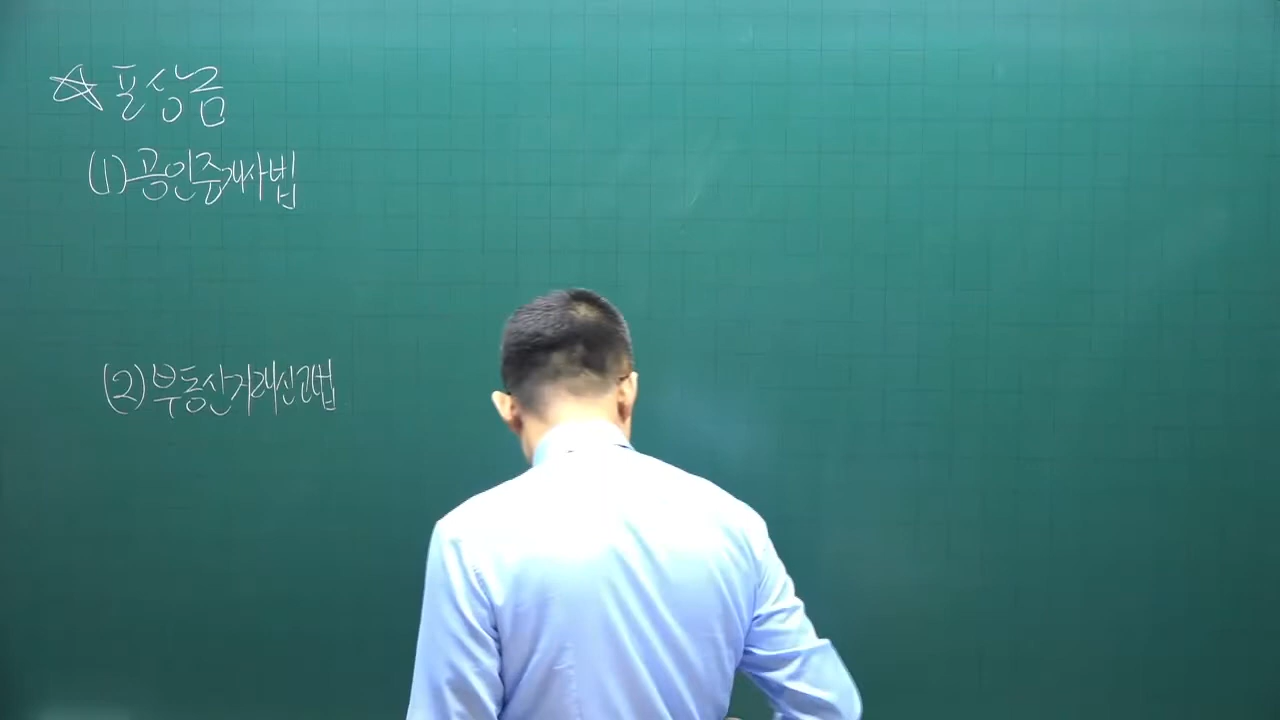 ☆ 포상금
(1) 공인중개사법
(2) 부동산거래신고법